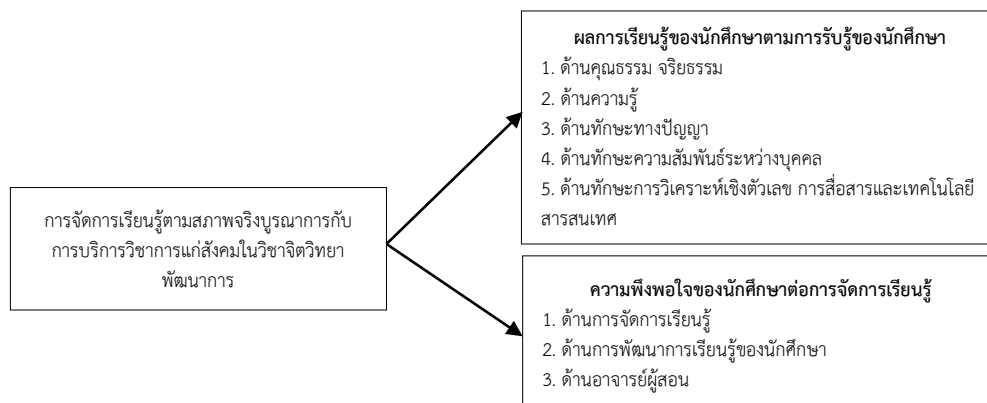 ผลการเรียนรู้ของนักศึกษาตามการรับรู้ของนักศึกษา
1. ด้านคุณธรรม จริยธรรม
2. ด้านความรู้
3. ด้านทักษะทางปัญญา
4. ด้านทักษะความสัมพันธ์ระหว่างบุคคล
5. ด้านทักษะการวิเคราะห์เชิงตัวเลข การสื่อสารและเทคโนโลยี
สารสนเทศ
การจัดการเรียนรู้ตามสภาพจริงบูรณาการกับ
การบริการวิชาการแก่สังคมในวิชาจิตวิทยา
พัฒนาการ
ความพึงพอใจของนักศึกษาต่อการจัดการเรียนรู้
1. ด้านการจัดการเรียนรู้
2. ด้านการพัฒนาการเรียนรู้ของนักศึกษา
3. ด้านอาจารย์ผู้สอน